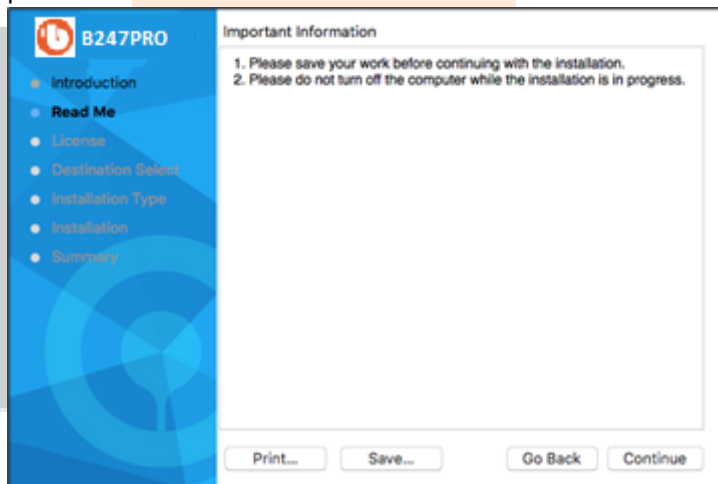 B247PRO
Introduction
Read Me
License
Destination Select
Installation Type
Installation
Summary
Important Information
1. Please save your work before continuing with the installation.
2. Please do not turn off the computer while the installation is in progress.
Print... Save... Go Back Continue